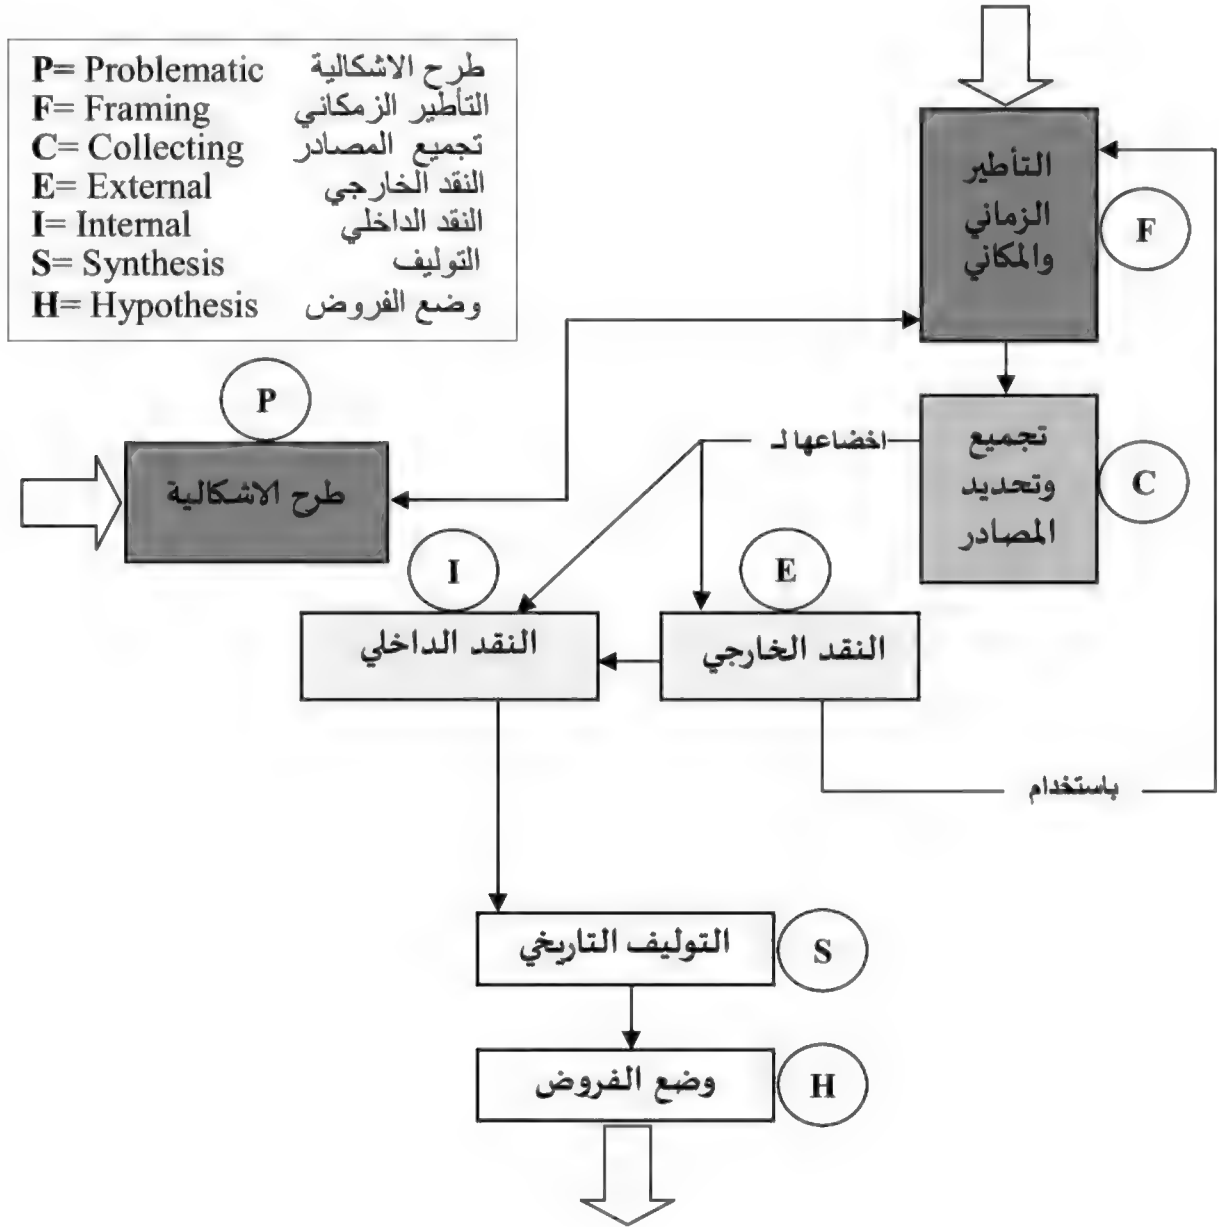 P= Problematic طرح الاشكالية
F= Framing التأطير الزمكاني
C= Collecting تجميع المصادر
E= External النقد الخارجي
I= Internal النقد الداخلي
S= Synthesis التوليف
H= Hypothesis وضع الفروض
التأطير
الزماني
والمكاني
F
P
طرح الاشكالية
تجميع
وتحديد
المصادر
C
اخضاعها لـ
I
E
النقد الخارجي
النقد الداخلي
باستخدام
التوليف التاريخي
S
وضع الفروض
H